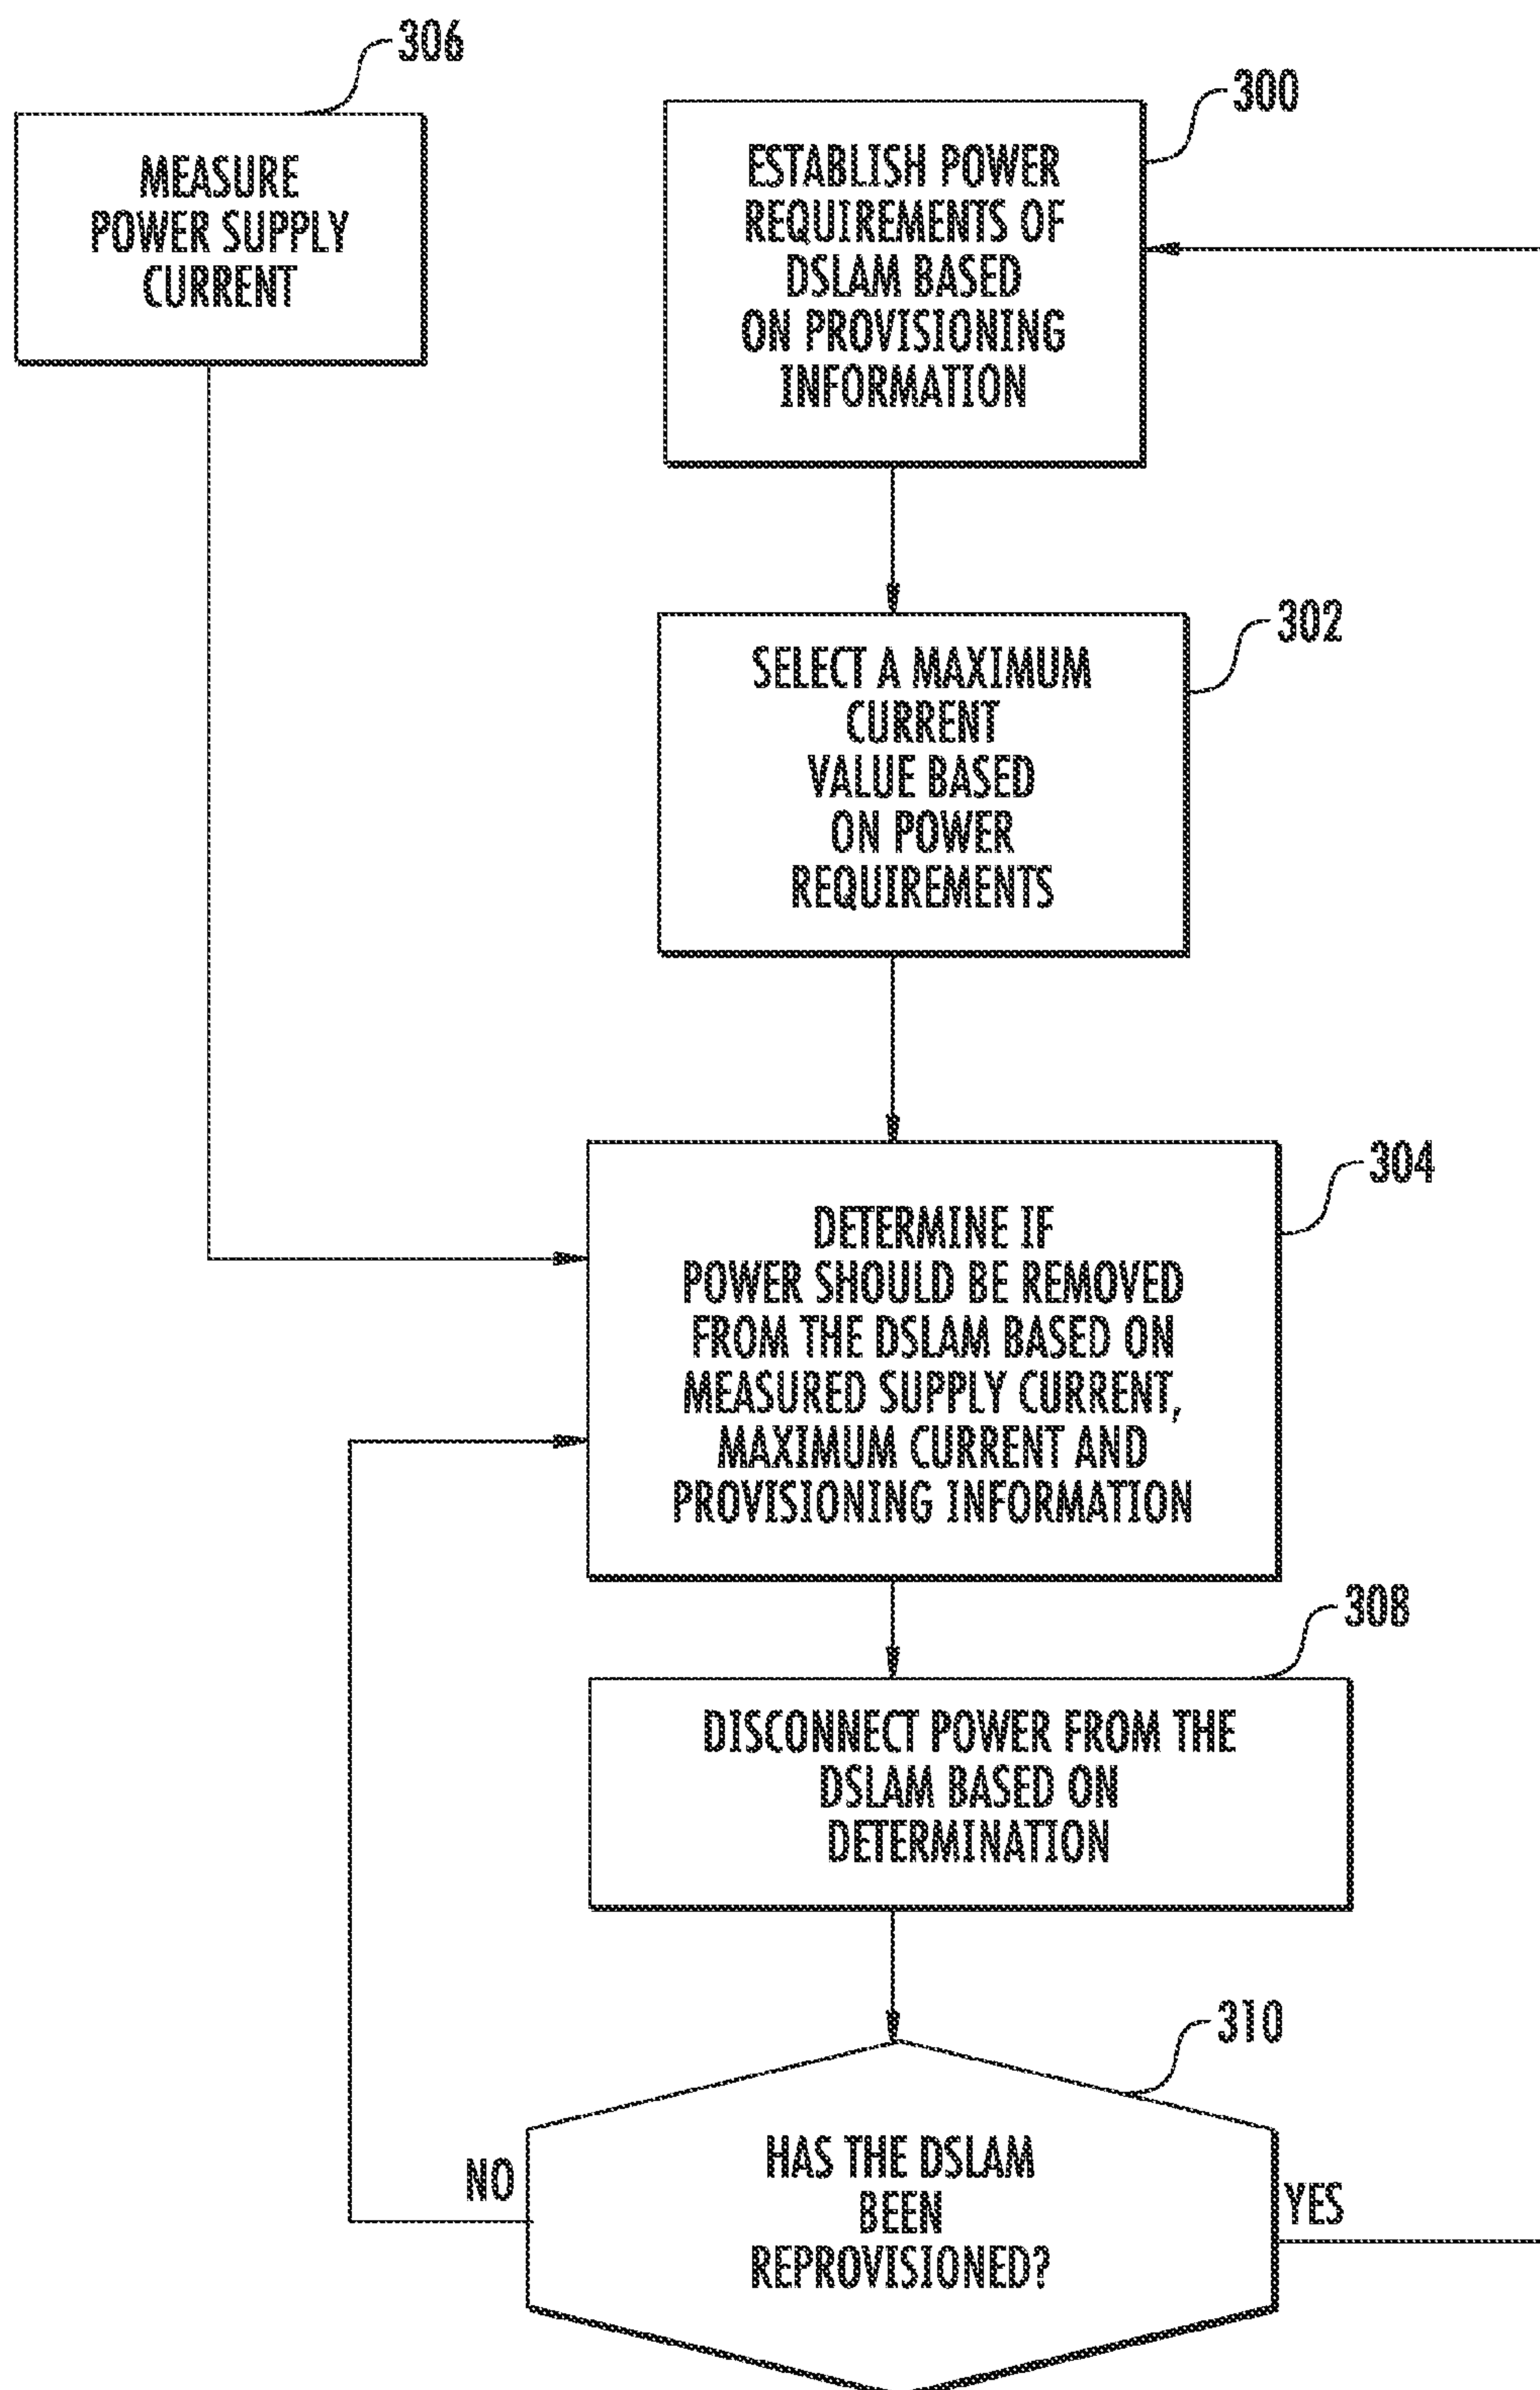 306
MEASURE
POWER SUPPLY
CURRENT
300
ESTABLISH POWER
REQUIREMENTS OF
DSLAM BASED
ON PROVISIONING
INFORMATION
302
SELECT A MAXIMUM
CURRENT
VALUE BASED
ON POWER
REQUIREMENTS
304
DETERMINE IF
POWER SHOULD BE REMOVED
FROM THE DSLAM BASED ON
MEASURED SUPPLY CURRENT,
MAXIMUM CURRENT AND
PROVISIONING INFORMATION
308
DISCONNECT POWER FROM THE
DSLAM BASED ON
DETERMINATION
310
HAS THE DSLAM
BEEN
REPROVISIONED?
NO
YES